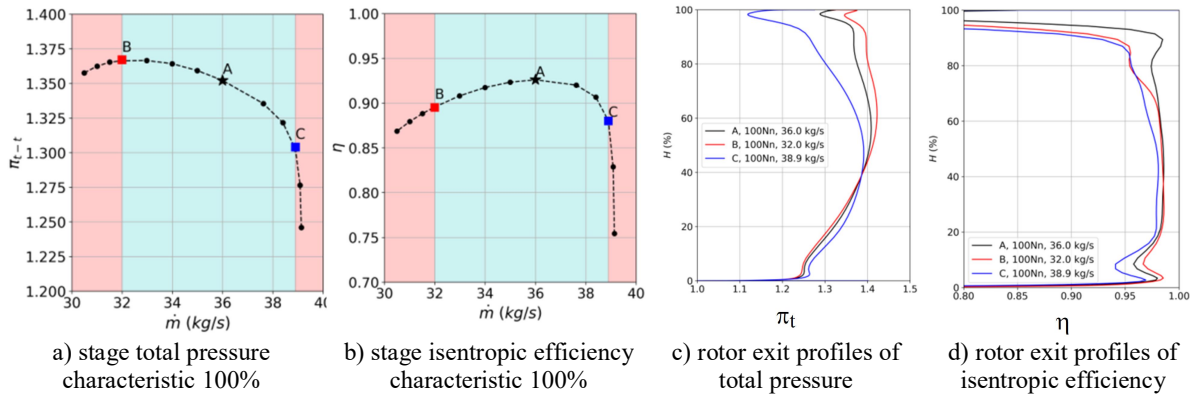 1.400
1.375
1.350
1.325
1.300
1.275
1.250
1.225
1.200
π t−t
B
A
C
30 32 34 36 38 40
ṁ (kg/s)
a) stage total pressure
characteristic 100%
1.00
0.95
0.90
0.85
0.80
0.75
0.70
η
B
A
C
30 32 34 36 38 40
ṁ (kg/s)
b) stage isentropic efficiency
characteristic 100%
100
80
60
40
20
0
H (%)
A, 100Nn, 36.0 kg/s
B, 100Nn, 32.0 kg/s
C, 100Nn, 38.9 kg/s
1.0 1.1 1.2 1.3 1.4 1.5
πt
c) rotor exit profiles of
total pressure
100
80
60
40
20
0
H (%)
A, 100Nn, 36.0 kg/s
B, 100Nn, 32.0 kg/s
C, 100Nn, 38.9 kg/s
0.80 0.85 0.90 0.95 1.00
η
d) rotor exit profiles of
isentropic efficiency